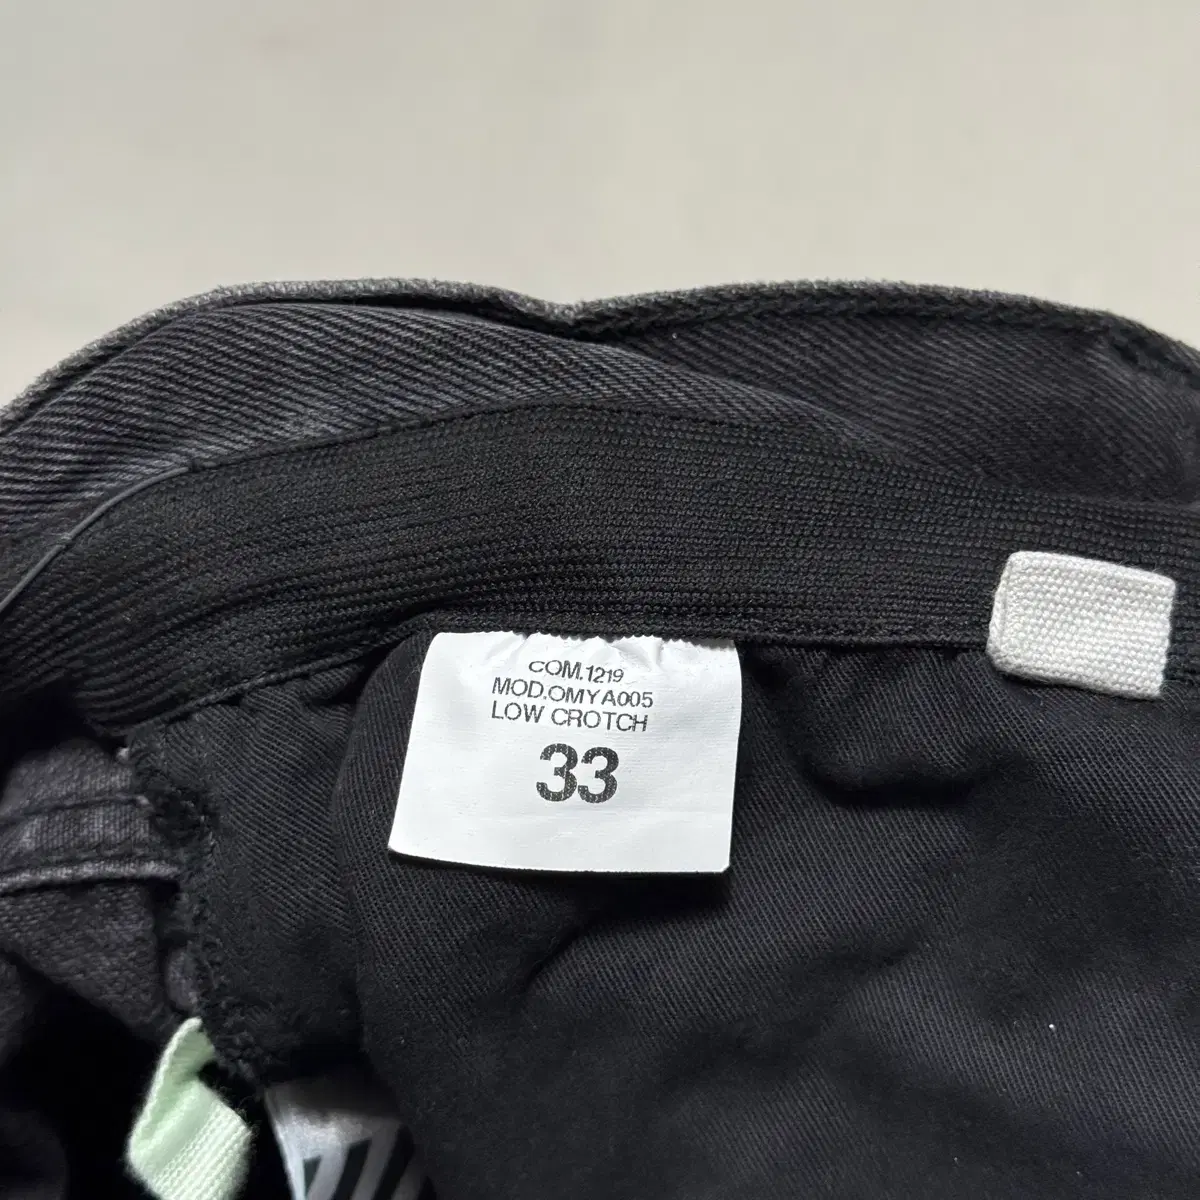 COM.1219
MOD.OMYA005
LOW CROTCH
33